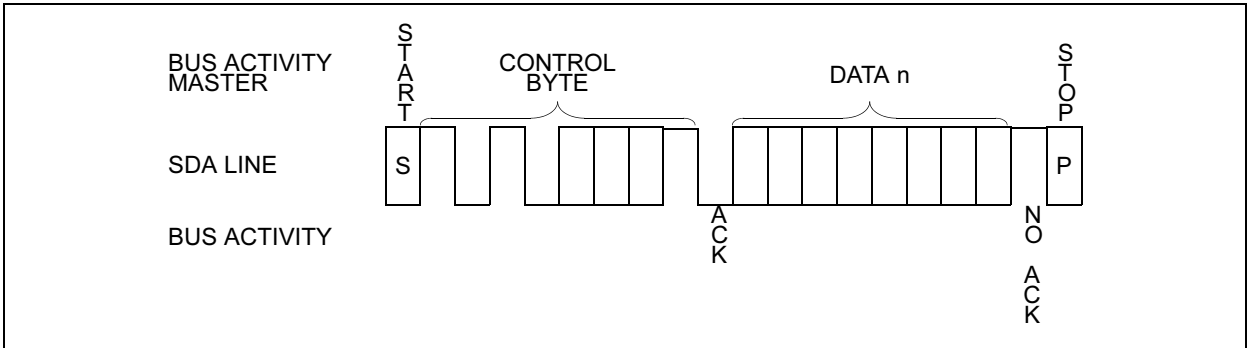 BUS ACTIVITY
MASTER
START
CONTROL
BYTE
DATA n
STOP
SDA LINE
S
P
BUS ACTIVITY
ACK
NO ACK